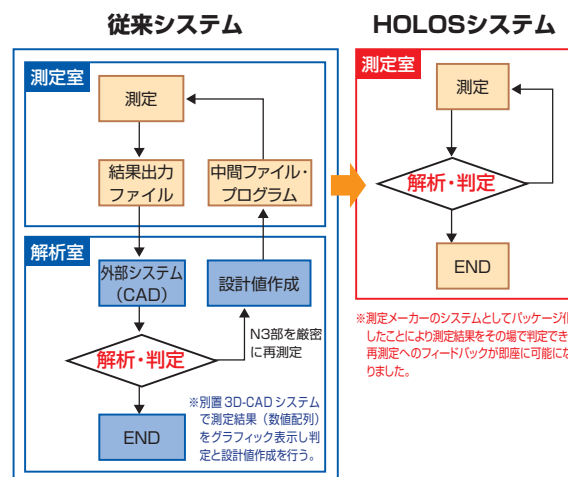 従来システム
HOLOSシステム
測定室
測定
結果出力
ファイル
中間ファイル・
プログラム
解析室
外部システム
（CAD）
設計値作成
N3部を厳密
に再測定
解析・判定
END
※別置3D-CADシステム
で測定結果（数値配列）
をグラフィック表示し判
定と設計値作成を行う。
測定室
測定
解析・判定
END
※測定メーカーのシステムとしてパッケージ化
したことにより測定結果をその場で判定でき
再測定へのフィードバックが即座に可能にな
りました。